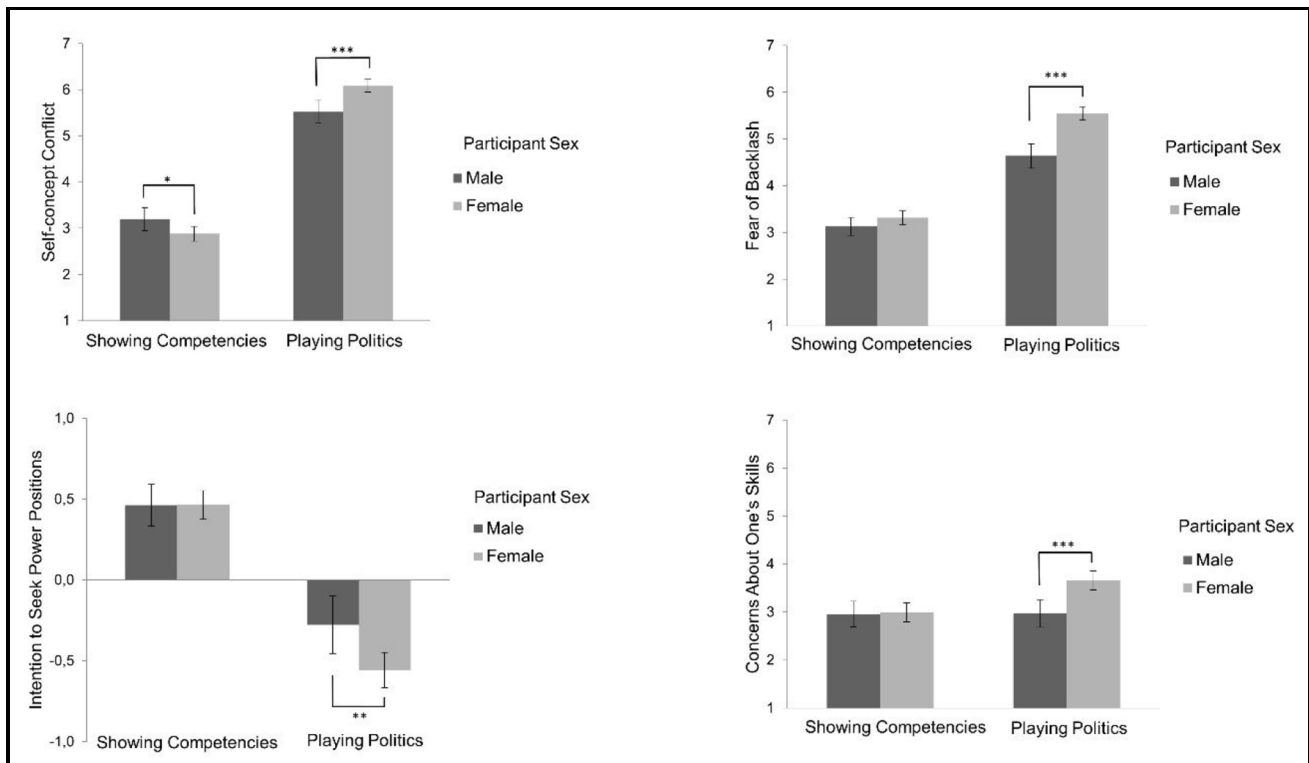 7
6
5
4
3
2
1
Self-concept Conflict
***
*
Participant Sex
Male
Female
Showing Competencies
Playing Politics
7
6
5
4
3
2
1
Fear of Backlash
***
Participant Sex
Male
Female
Showing Competencies
Playing Politics
1,0
0,5
0,0
-0,5
-1,0
Intention to Seek Power Positions
Participant Sex
Male
Female
**
Showing Competencies
Playing Politics
7
6
5
4
3
2
1
Concerns About One's Skills
***
Participant Sex
Male
Female
Showing Competencies
Playing Politics